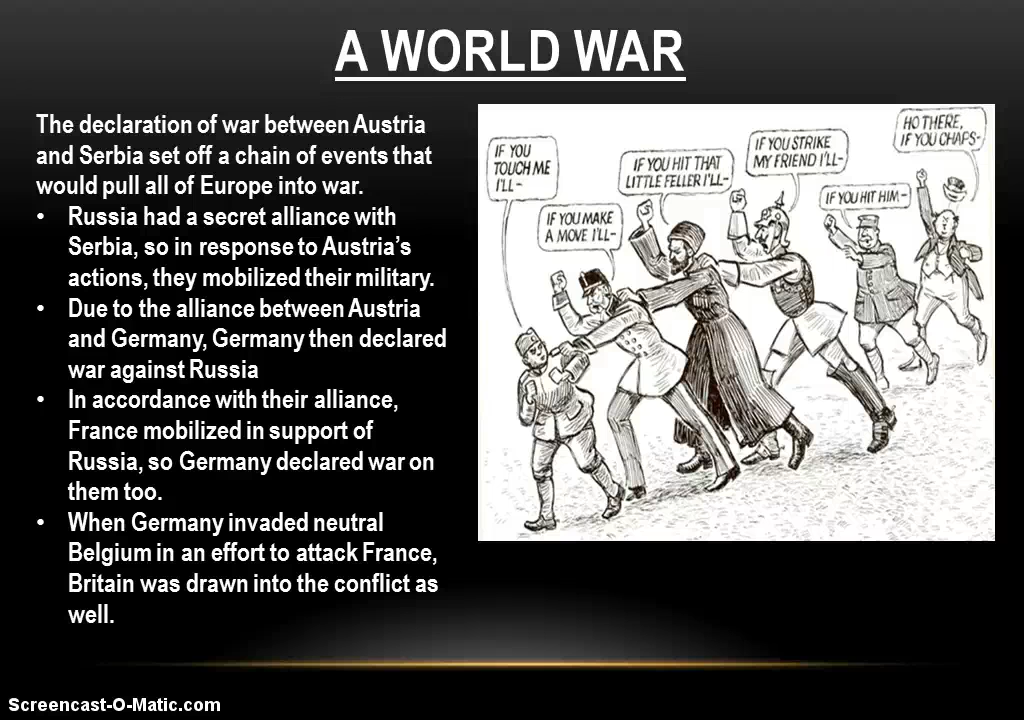 A WORLD WAR
The declaration of war between Austria
and Serbia set off a chain of events that
would pull all of Europe into war.
• Russia had a secret alliance with
Serbia, so in response to Austria's
actions, they mobilized their military.
• Due to the alliance between Austria
and Germany, Germany then declared
war against Russia
• In accordance with their alliance,
France mobilized in support of
Russia, so Germany declared war on
them too.
• When Germany invaded neutral
Belgium in an effort to attack France,
Britain was drawn into the conflict as
well.
IF YOU
TOUCH ME
I'LL-
IF YOU MAKE
A MOVE I'LL-
IF YOU HIT THAT
LITTLE FELLER I'LL-
IF YOU STRIKE
MY FRIEND I'LL-
IF YOU HIT HIM-
HO THERE,
IF YOU CHAPS-
Screencast-O-Matic.com